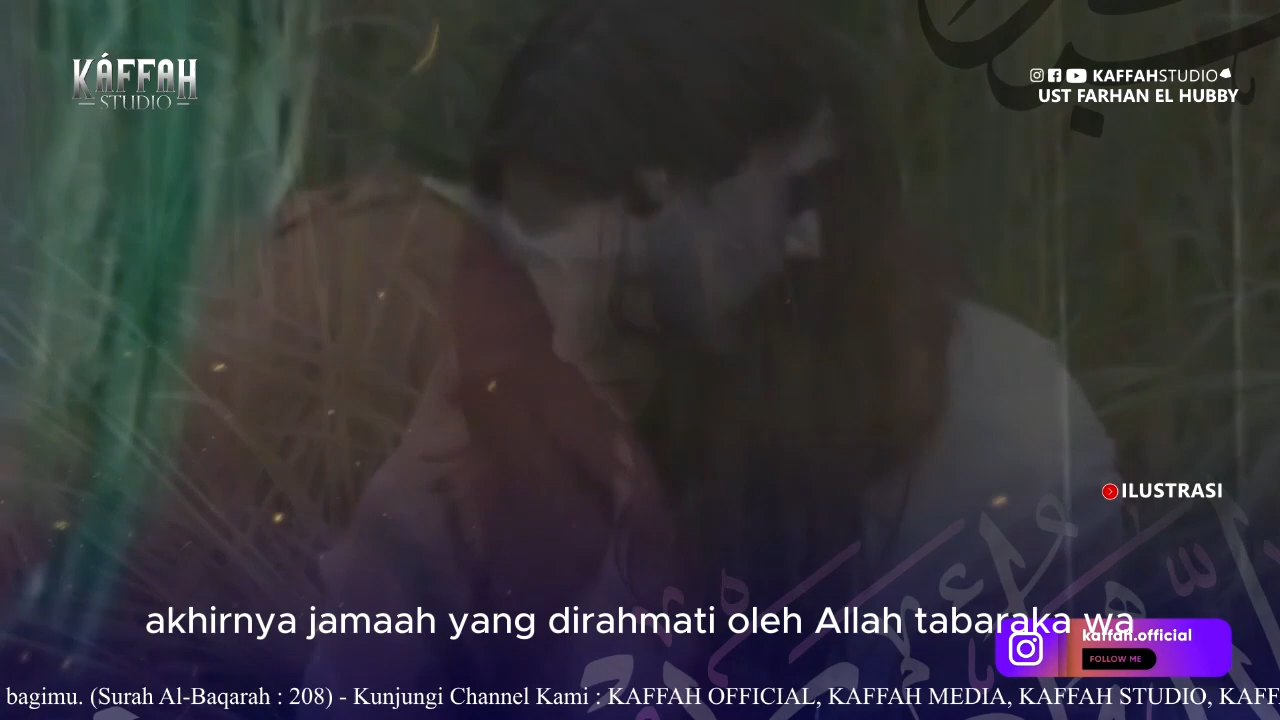 KÁFFAH
STUDIO
KAFFAHSTUDIO
UST FARHAN EL HUBBY
ILUSTRASI
akhirnya jamaah yang dirahmati oleh Allah tabaraka wa
kaffah.official
FOLLOW ME
bagimu. (Surah Al-Baqarah : 208) - Kunjungi Channel Kami : KAFFAH OFFICIAL, KAFFAH MEDIA, KAFFAH STUDIO, KAFF